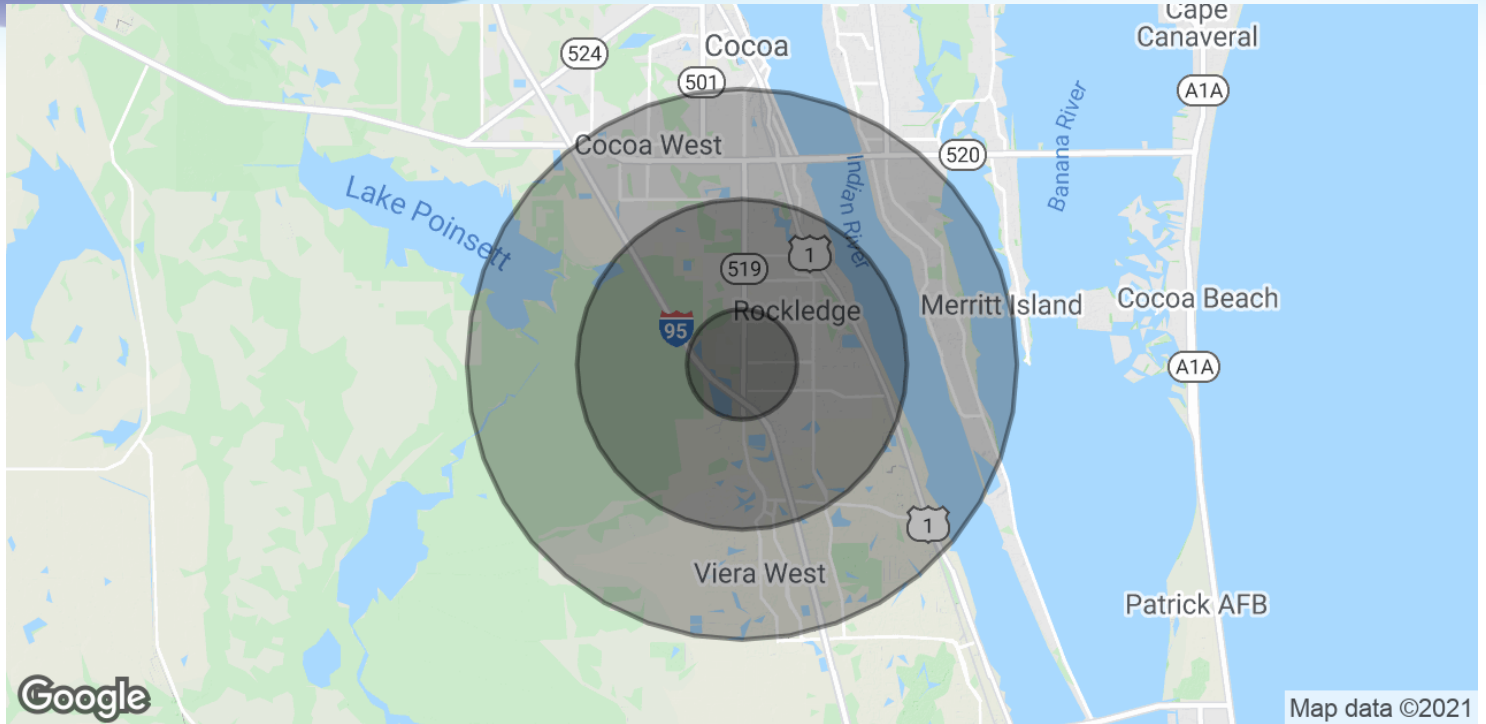 Cape
Canaveral
524
Cocoa
501
A1A
Cocoa West
520
Banana River
Indian River
Lake Poinsett
1
519
Rockledge
Merritt Island
Cocoa Beach
95
A1A
1
Viera West
Patrick AFB
Google
Map data ©2021